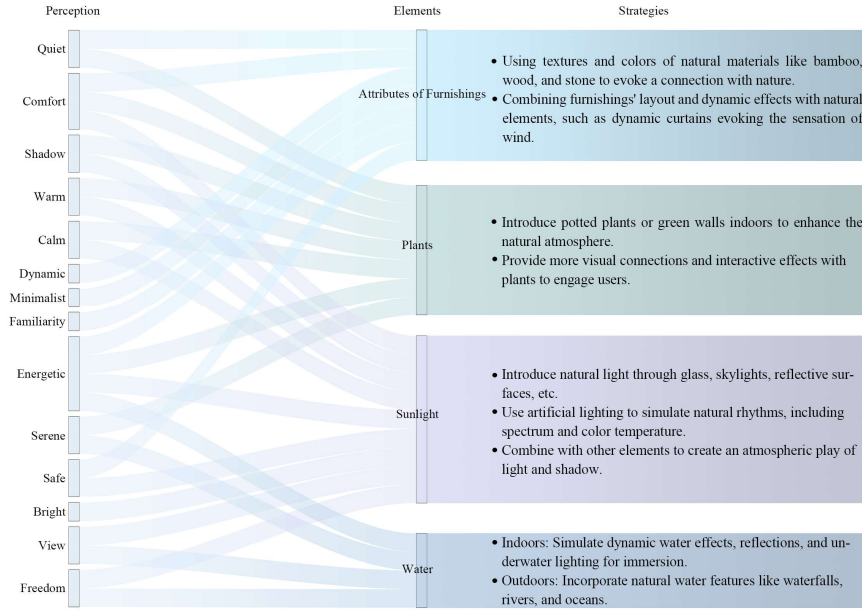 Perception Elements Strategies
Quiet
Comfort
Shadow
Warm
Calm
Dynamic
Minimalist
Familiarity
Energetic
Serene
Safe
Bright
View
Freedom
Attributes of Furnishings
• Using textures and colors of natural materials like bamboo,
wood, and stone to evoke a connection with nature.
• Combining furnishings' layout and dynamic effects with natural
elements, such as dynamic curtains evoking the sensation of
wind.
Plants
• Introduce potted plants or green walls indoors to enhance the
natural atmosphere.
• Provide more visual connections and interactive effects with
plants to engage users.
Sunlight
• Introduce natural light through glass, skylights, reflective sur-
faces, etc.
• Use artificial lighting to simulate natural rhythms, including
spectrum and color temperature.
• Combine with other elements to create an atmospheric play of
light and shadow.
Water
• Indoors: Simulate dynamic water effects, reflections, and un-
derwater lighting for immersion.
• Outdoors: Incorporate natural water features like waterfalls,
rivers, and oceans.